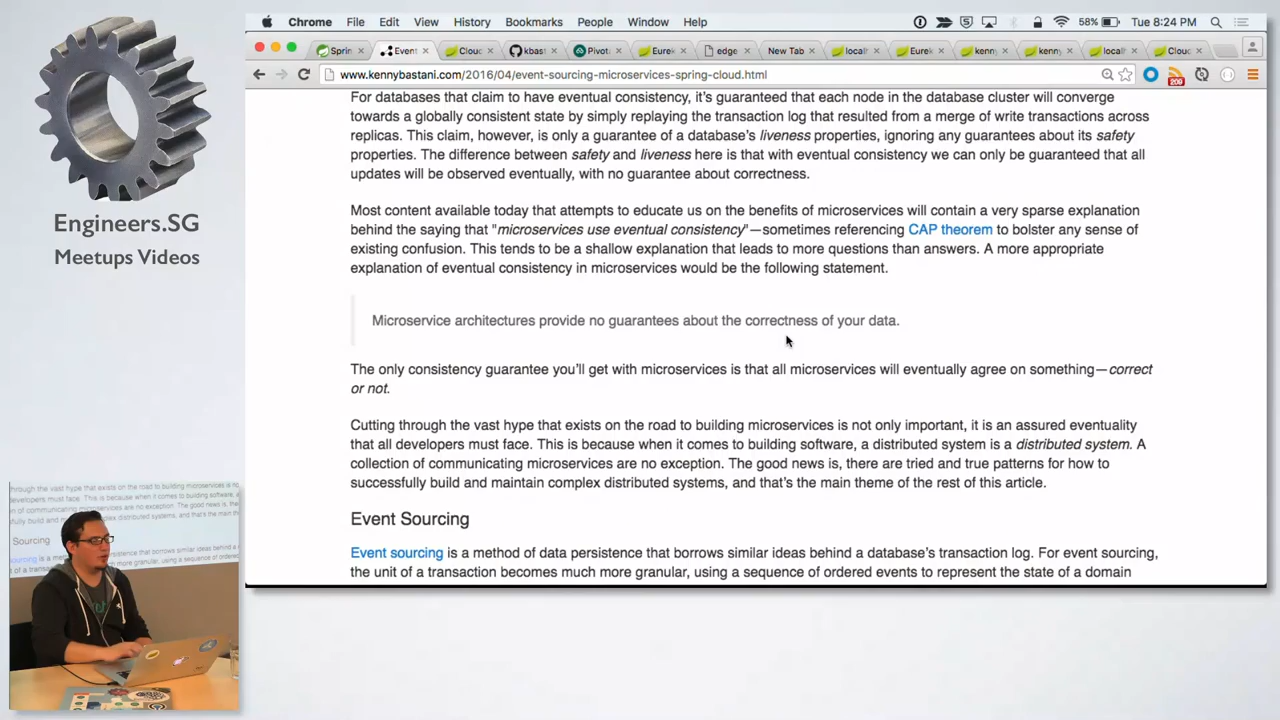 Chrome File Edit View History Bookmarks People Window Help 58% Tue 8:24 PM
Sprin Event Cloud kbast Pivota Eurek edge New Tab local Eurek kenny kenny local Cloud
www.kennybastani.com/2016/04/event-sourcing-microservices-spring-cloud.html
For databases that claim to have eventual consistency, it's guaranteed that each node in the database cluster will converge
towards a globally consistent state by simply replaying the transaction log that resulted from a merge of write transactions across
replicas. This claim, however, is only a guarantee of a database's liveness properties, ignoring any guarantees about its safety
properties. The difference between safety and liveness here is that with eventual consistency we can only be guaranteed that all
updates will be observed eventually, with no guarantee about correctness.
Most content available today that attempts to educate us on the benefits of microservices will contain a very sparse explanation
behind the saying that "microservices use eventual consistency"—sometimes referencing CAP theorem to bolster any sense of
existing confusion. This tends to be a shallow explanation that leads to more questions than answers. A more appropriate
explanation of eventual consistency in microservices would be the following statement.
Microservice architectures provide no guarantees about the correctness of your data.
The only consistency guarantee you'll get with microservices is that all microservices will eventually agree on something—correct
or not.
Cutting through the vast hype that exists on the road to building microservices is not only important, it is an assured eventuality
that all developers must face. This is because when it comes to building software, a distributed system is a distributed system. A
collection of communicating microservices are no exception. The good news is, there are tried and true patterns for how to
successfully build and maintain complex distributed systems, and that's the main theme of the rest of this article.
Event Sourcing
Event sourcing is a method of data persistence that borrows similar ideas behind a database's transaction log. For event sourcing,
the unit of a transaction becomes much more granular, using a sequence of ordered events to represent the state of a domain
Engineers.SG
Meetups Videos